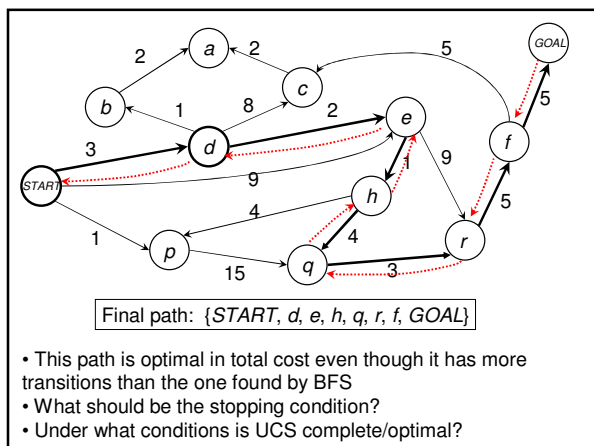 GOAL
a
2
2
5
c
b
5
1
8
2
e
f
d
3
9
START
9
1
h
5
4
r
1
4
p
q
3
15
Final path: {START, d, e, h, q, r, f, GOAL}
• This path is optimal in total cost even though it has more
transitions than the one found by BFS
• What should be the stopping condition?
• Under what conditions is UCS complete/optimal?